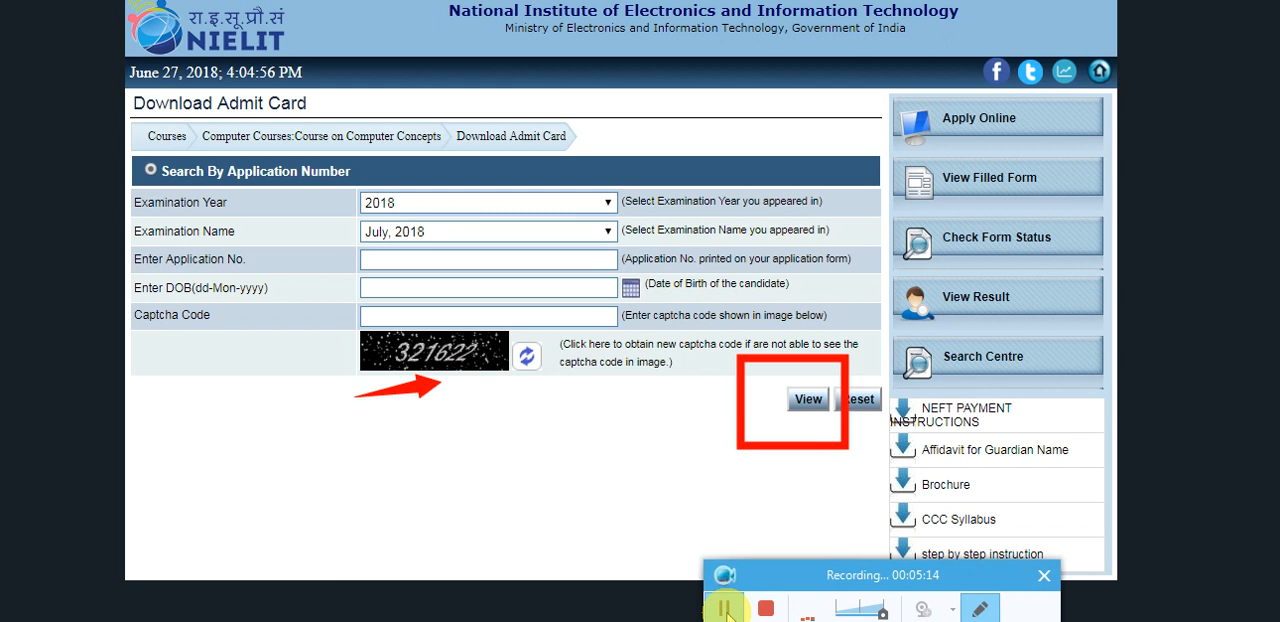 रा.इ.सू.प्रौ.सं
NIELIT
National Institute of Electronics and Information Technology
Ministry of Electronics and Information Technology, Government of India
June 27, 2018; 4:04:56 PM
f
t
Download Admit Card
Courses
Computer Courses:Course on Computer Concepts
Download Admit Card
Search By Application Number
Examination Year
2018
(Select Examination Year you appeared in)
Examination Name
July, 2018
(Select Examination Name you appeared in)
Enter Application No.
(Application No. printed on your application form)
Enter DOB(dd-Mon-yyyy)
(Date of Birth of the candidate)
Captcha Code
(Enter captcha code shown in image below)
321622
(Click here to obtain new captcha code if are not able to see the
captcha code in image.)
View
Reset
Apply Online
View Filled Form
Check Form Status
View Result
Search Centre
NEFT PAYMENT
INSTRUCTIONS
Affidavit for Guardian Name
Brochure
CCC Syllabus
step by step instruction
Recording... 00:05:14